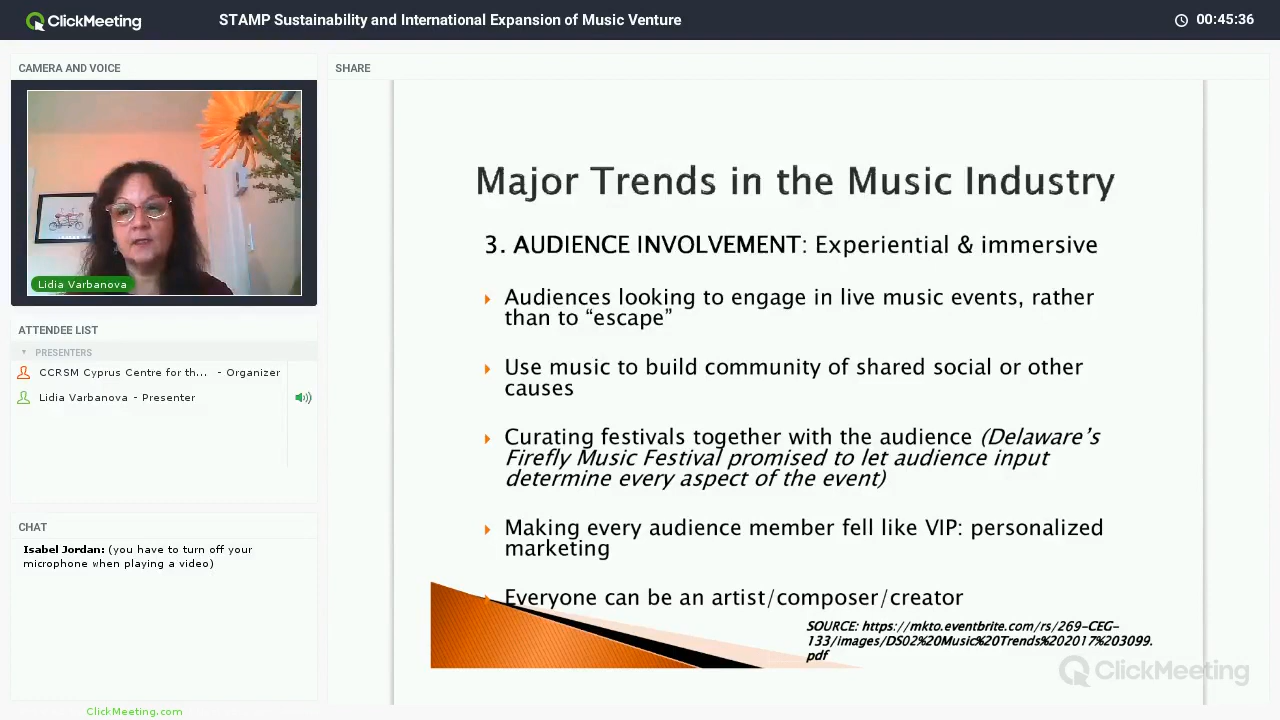 ClickMeeting
STAMP Sustainability and International Expansion of Music Venture
00:45:36
CAMERA AND VOICE
Lidia Varbanova
ATTENDEE LIST
PRESENTERS
CCRSM Cyprus Centre for th... - Organizer
Lidia Varbanova - Presenter
CHAT
Isabel Jordan: (you have to turn off your
microphone when playing a video)
ClickMeeting.com
SHARE
Major Trends in the Music Industry
3. AUDIENCE INVOLVEMENT: Experiential & immersive
Audiences looking to engage in live music events, rather
than to “escape”
Use music to build community of shared social or other
causes
Curating festivals together with the audience (Delaware’s
Firefly Music Festival promised to let audience input
determine every aspect of the event)
Making every audience member fell like VIP: personalized
marketing
Everyone can be an artist/composer/creator
SOURCE: https://mkto.eventbrite.com/rs/269-CEG-
133/images/DS02%20Music%20Trends%202017%203099.
pdf
ClickMeeting